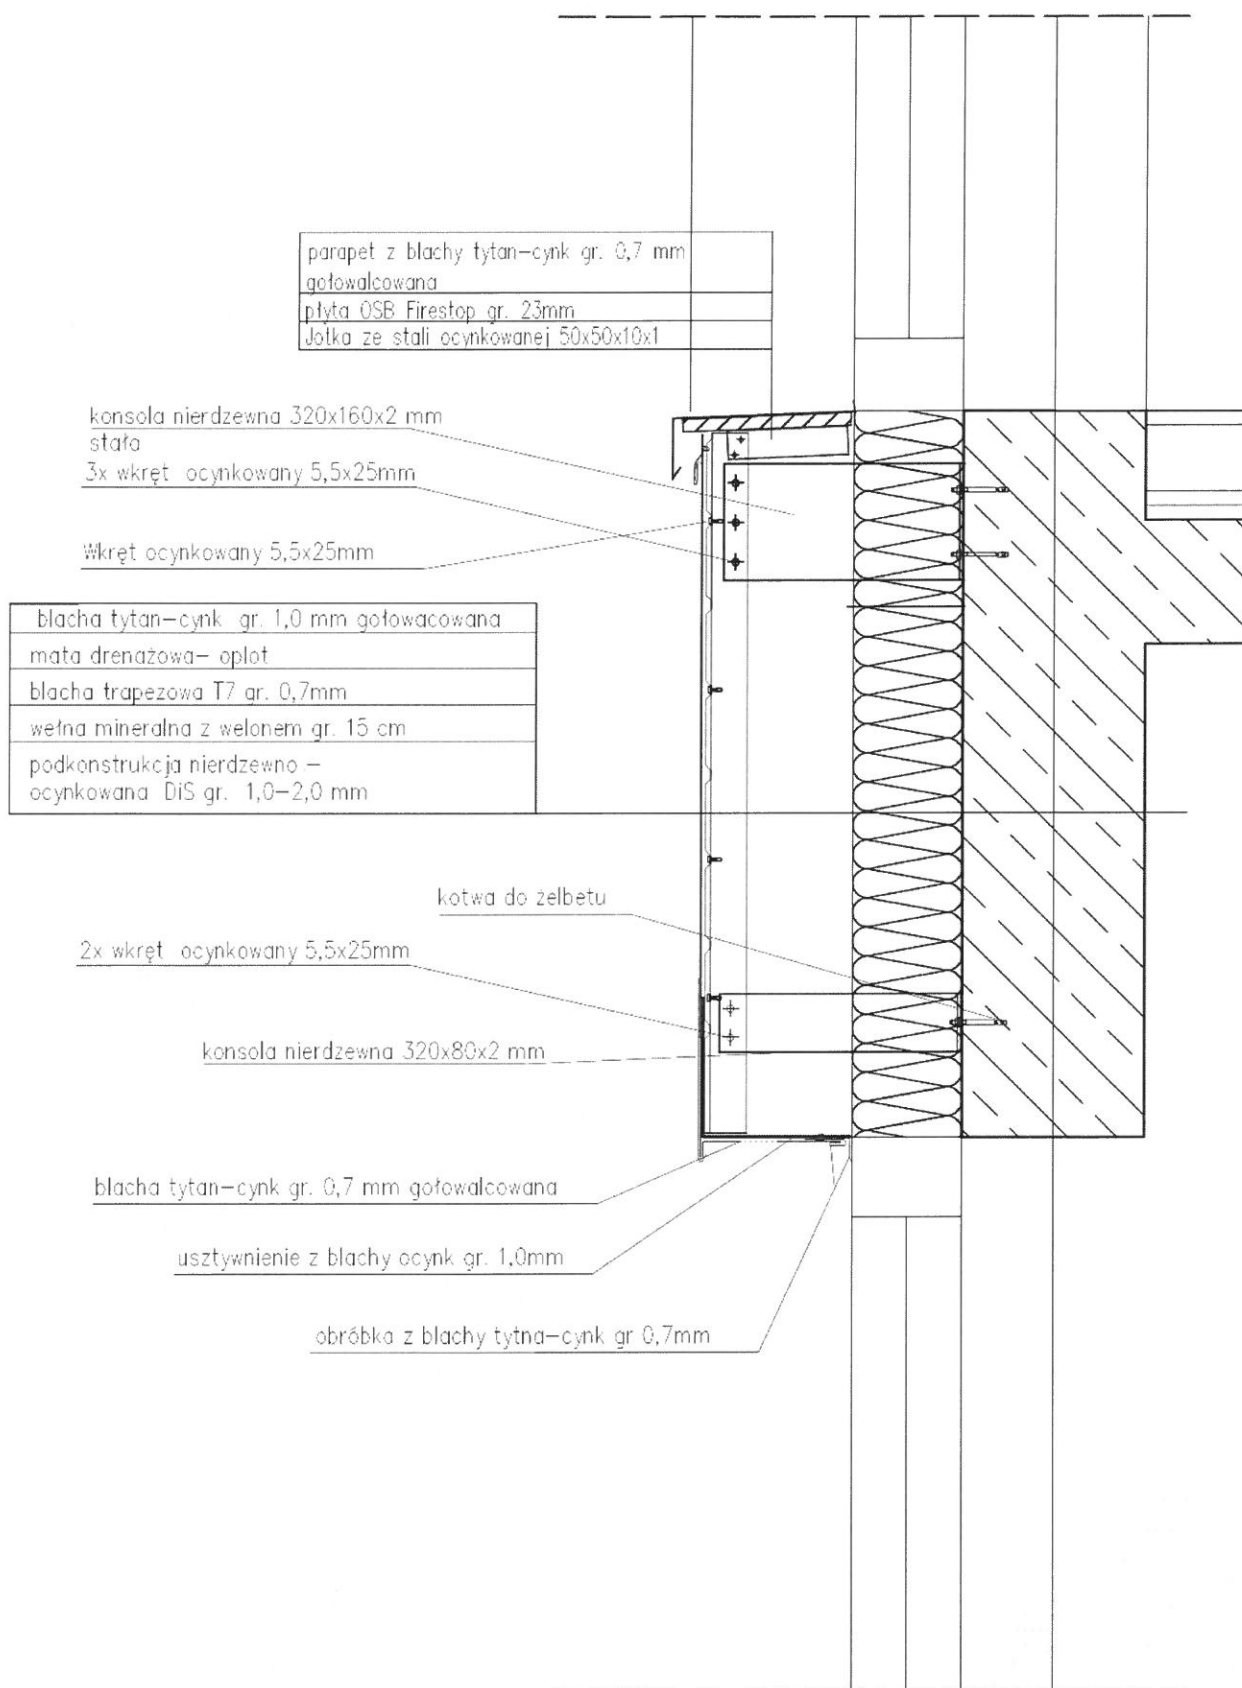 parapet z blachy tytan-cynk gr. 0,7 mm
gołowalcowana
płyta OSB Firestop gr. 23mm
Jotka ze stali ocynkowanej 50x50x10x1
konsola nierdzewna 320x160x2 mm
stała
3x wkręt ocynkowany 5,5x25mm
Wkręt ocynkowany 5,5x25mm
blacha tytan-cynk gr. 1,0 mm gołowacowana
mata drenażowa- oplot
blacha trapezowa T7 gr. 0,7mm
wełna mineralna z welonem gr. 15 cm
podkonstrukcja nierdzewno -
ocynkowana DiS gr. 1,0-2,0 mm
kotwa do żelbetu
2x wkręt ocynkowany 5,5x25mm
konsola nierdzewna 320x80x2 mm
blacha tytan-cynk gr. 0,7 mm gołowalcowana
usztywnienie z blachy ocynk gr. 1,0mm
obróbka z blachy tytna-cynk gr 0,7mm